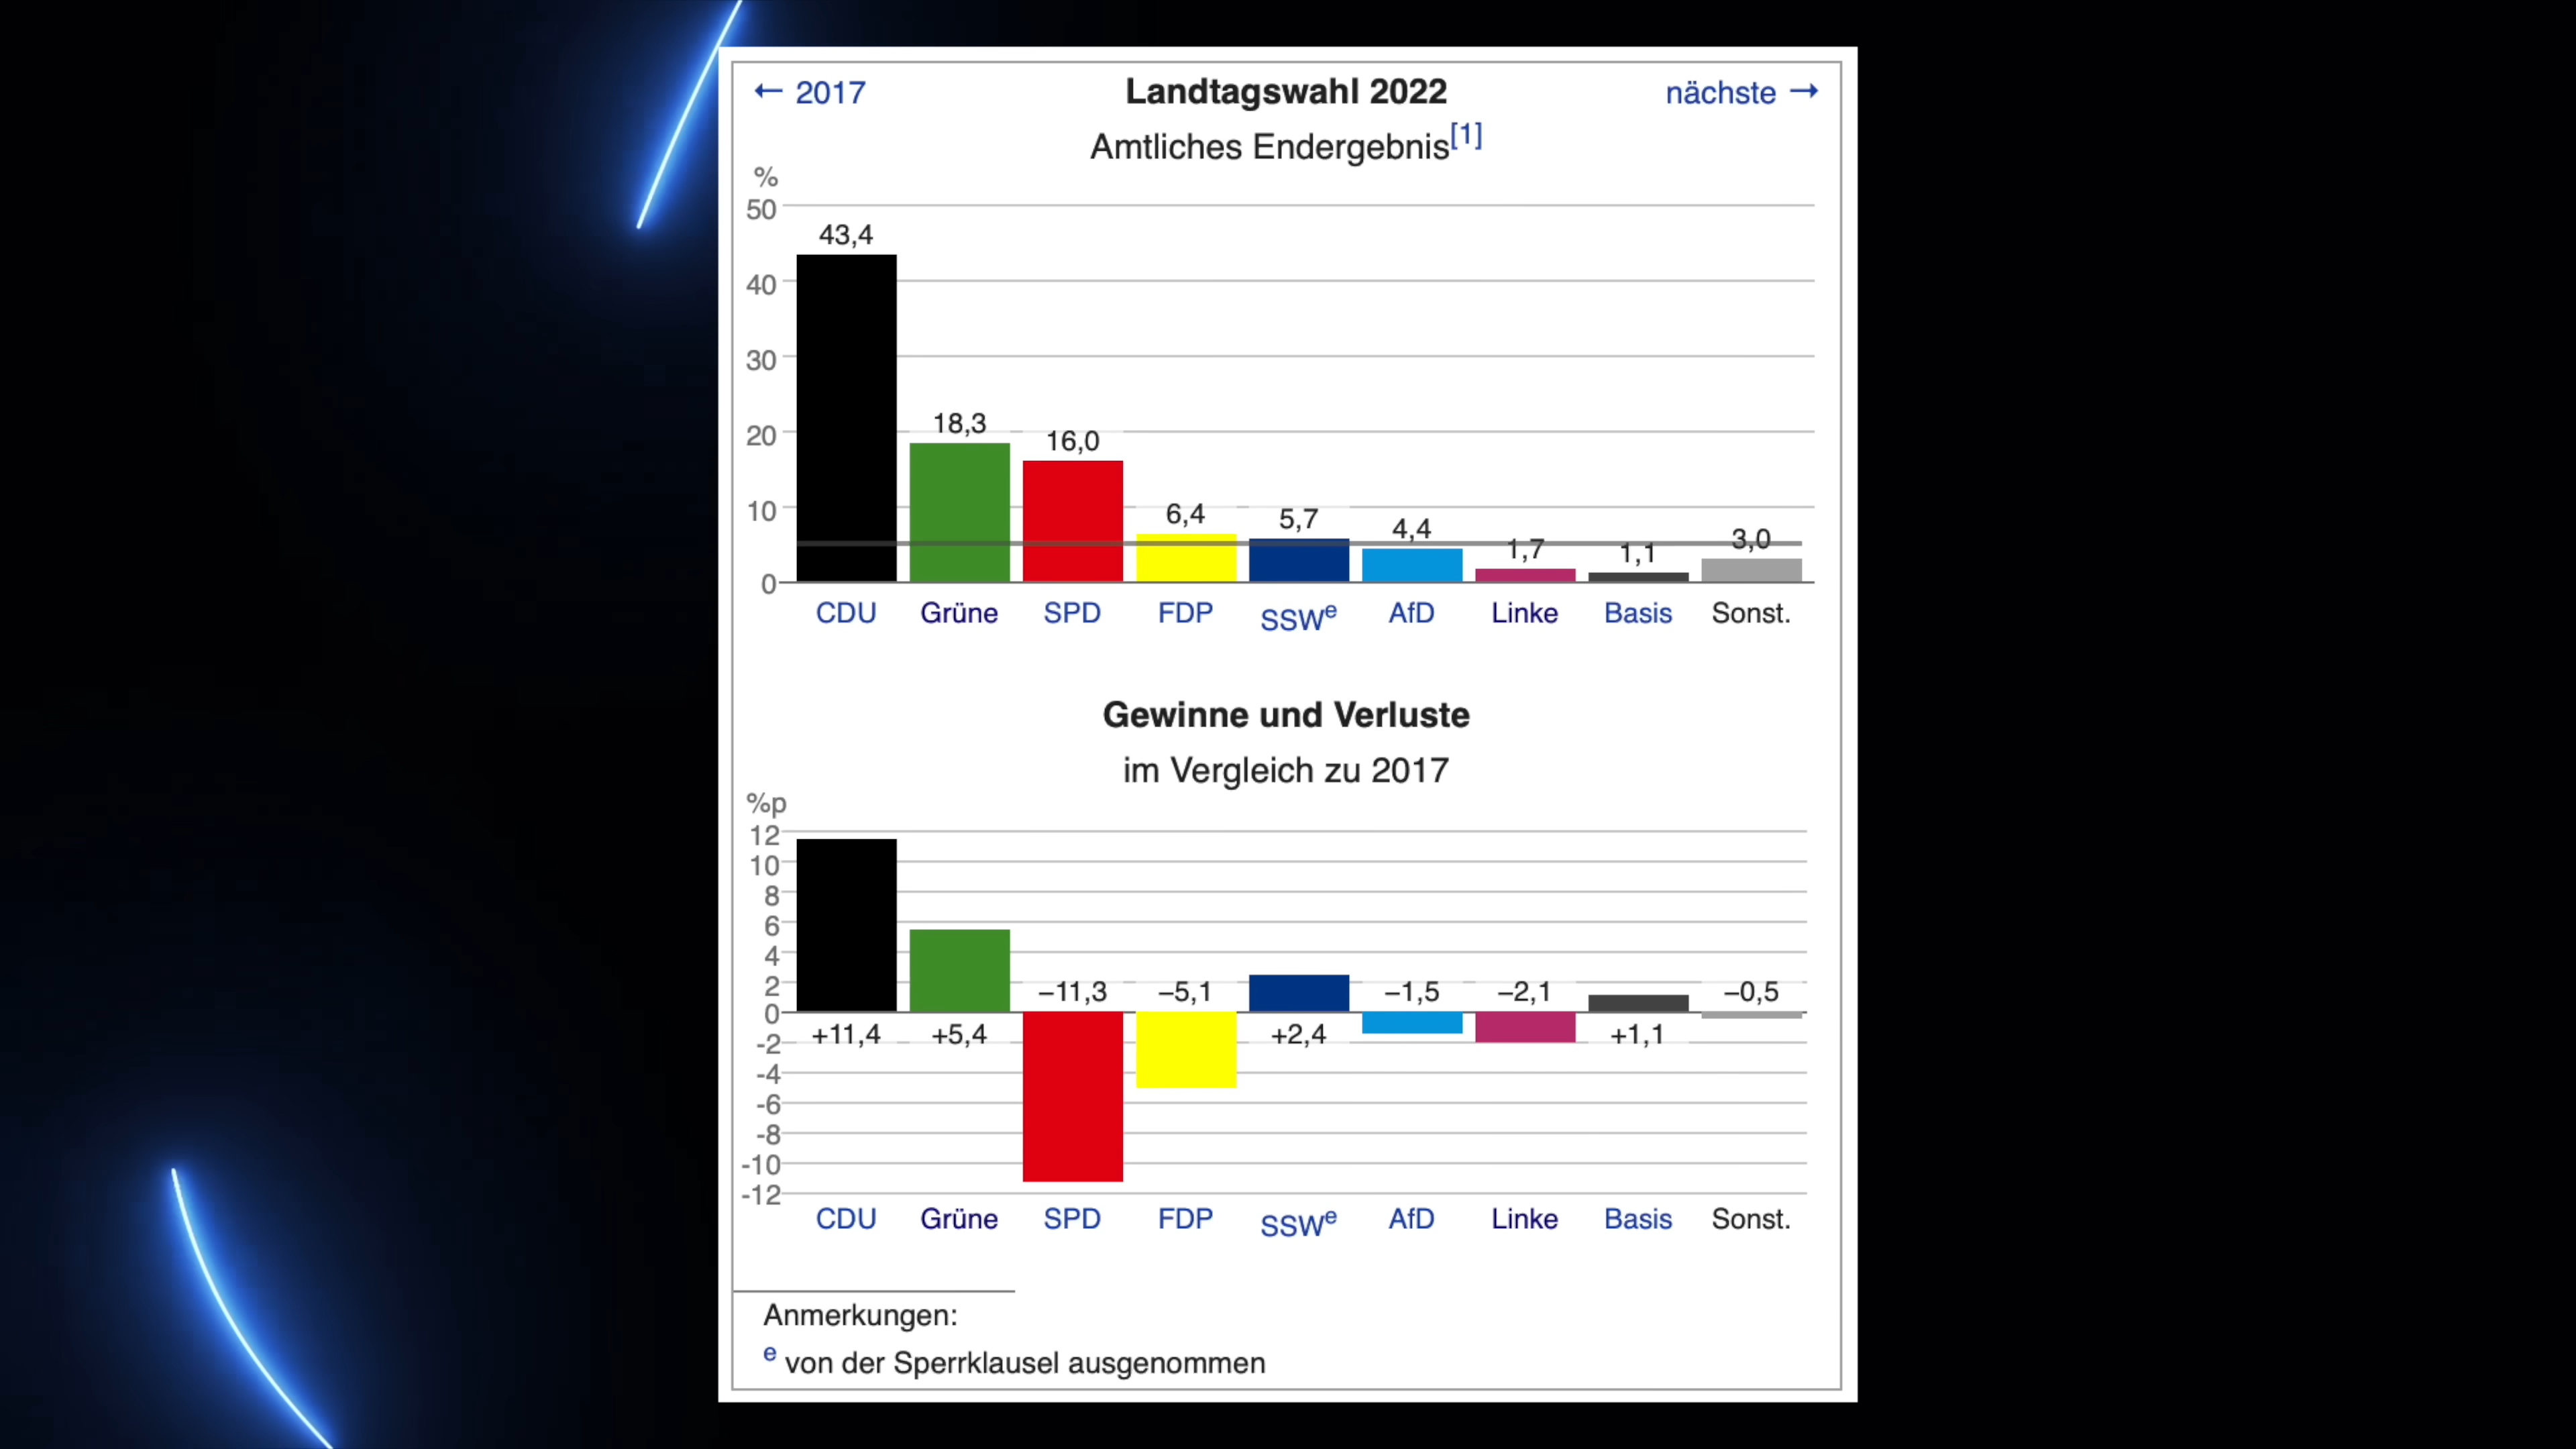 ← 2017 Landtagswahl 2022 nächste →
Amtliches Endergebnis[1]
%
50
43,4
40
30
20
18,3
16,0
10
6,4
5,7
4,4
1,7
1,1
3,0
0
CDU Grüne SPD FDP SSWe AfD Linke Basis Sonst.
Gewinne und Verluste
im Vergleich zu 2017
%p
12
10
8
6
4
2
−11,3 −5,1 −1,5 −2,1 −0,5
0
+11,4 +5,4 +2,4 +1,1
-2
-4
-6
-8
-10
-12
CDU Grüne SPD FDP SSWe AfD Linke Basis Sonst.
Anmerkungen:
e von der Sperrklausel ausgenommen